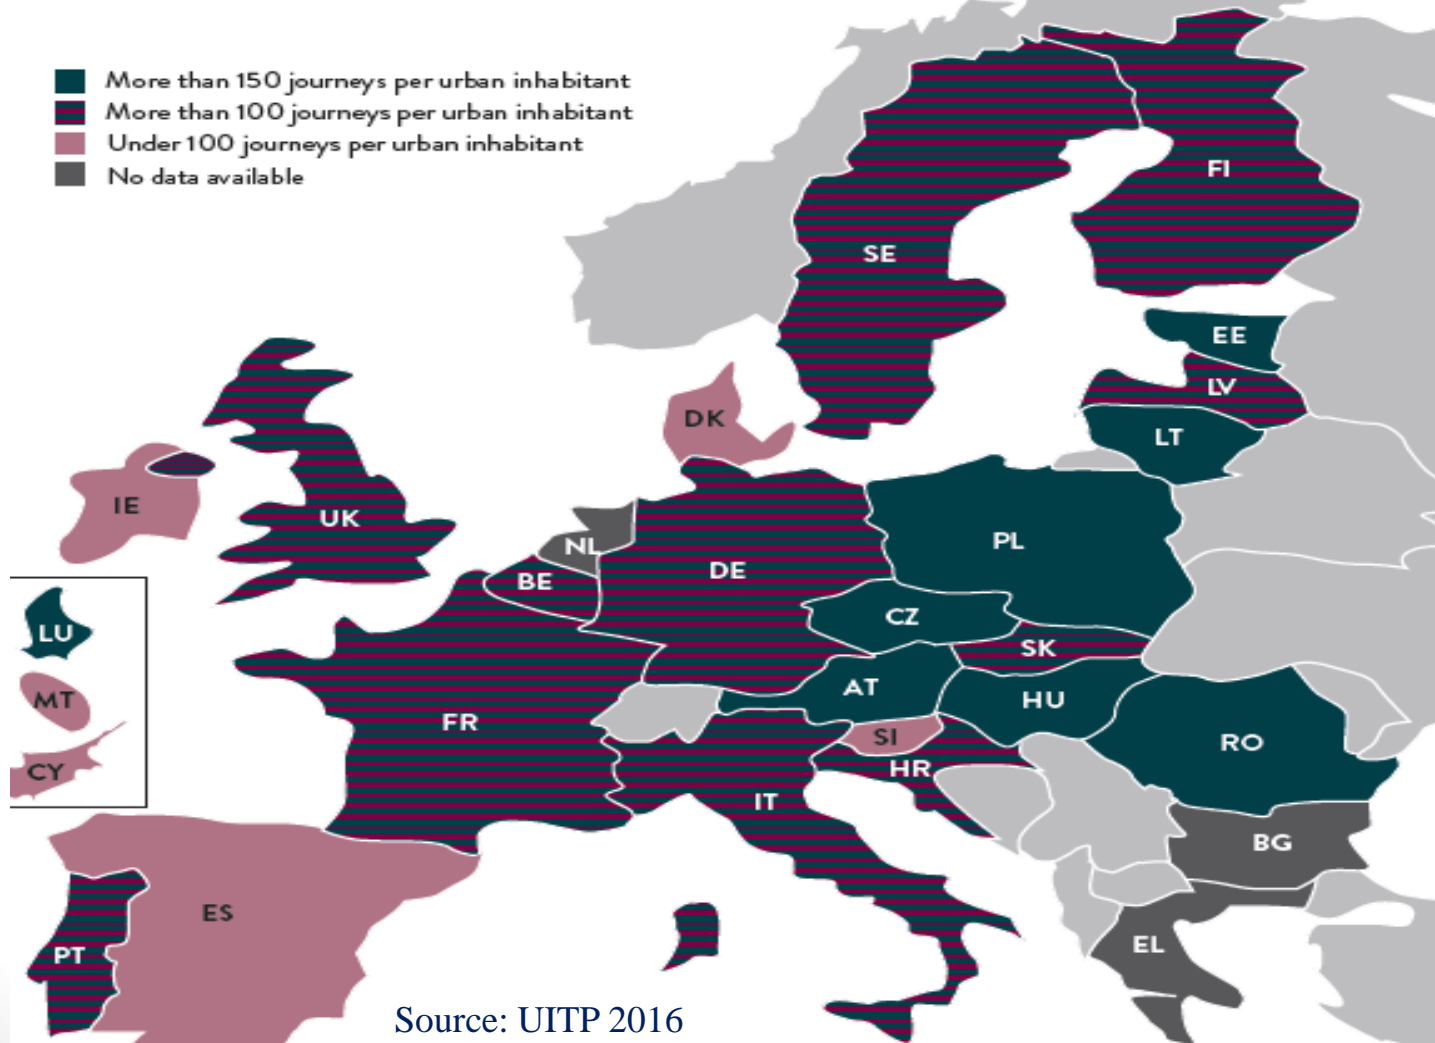 More than 150 journeys per urban inhabitant
More than 100 journeys per urban inhabitant
Under 100 journeys per urban inhabitant
No data available
FI
SE
EE
LV
DK
LT
IE
UK
PL
NL
DE
BE
CZ
LU
SK
AT
MT
HU
FR
SI
RO
HR
CY
IT
BG
ES
EL
PT
Source: UITP 2016